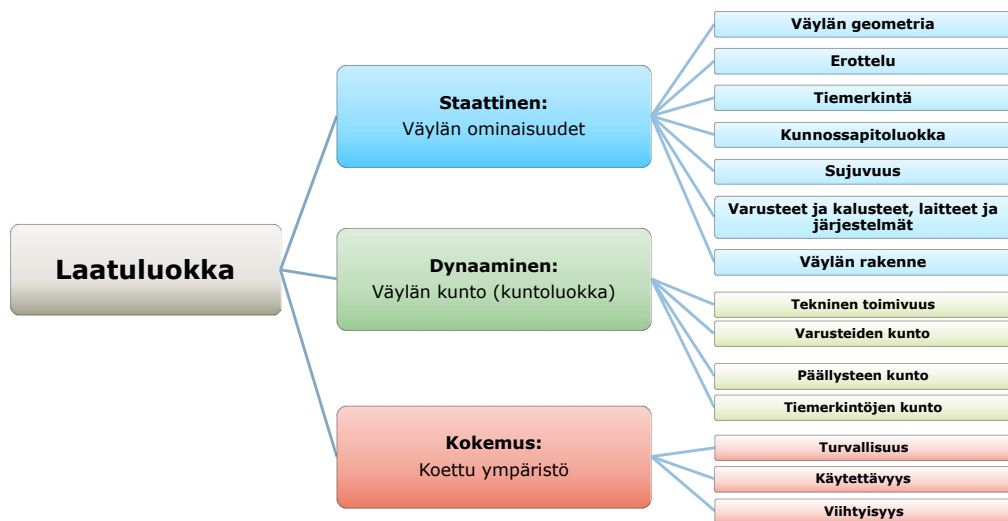 Laatuluokka
Staattinen:
Väylän ominaisuudet
Väylän geometria
Erottelu
Tiemerkintä
Kunnossapitoluokka
Sujuvuus
Varusteet ja kalusteet, laitteet ja
järjestelmät
Väylän rakenne
Dynaaminen:
Väylän kunto (kuntoluokka)
Tekninen toimivuus
Varusteiden kunto
Päällysteen kunto
Tiemerkintöjen kunto
Kokemus:
Koettu ympäristö
Turvallisuus
Käytettävyys
Viihtyisyys